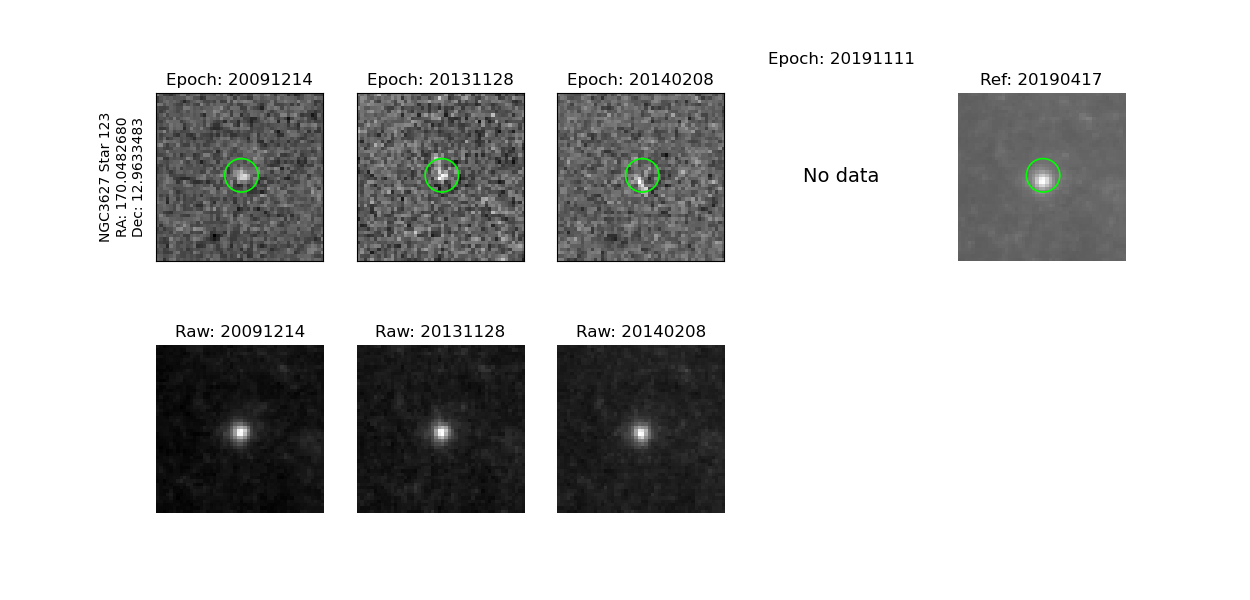 NGC3627 Star 123
RA: 170.0482680
Dec: 12.9633483
Epoch: 20091214
Epoch: 20131128
Epoch: 20140208
Epoch: 20191111
No data
Ref: 20190417
Raw: 20091214
Raw: 20131128
Raw: 20140208